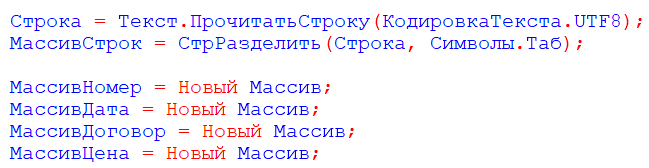 Строка = Текст.ПрочитатьСтроку(КодировкаТекста.UTF8);
МассивСтрок = СтрРазделить(Строка, Символы.Таб);
МассивНомер = Новый Массив;
МассивДата = Новый Массив;
МассивДоговор = Новый Массив;
МассивЦена = Новый Массив;